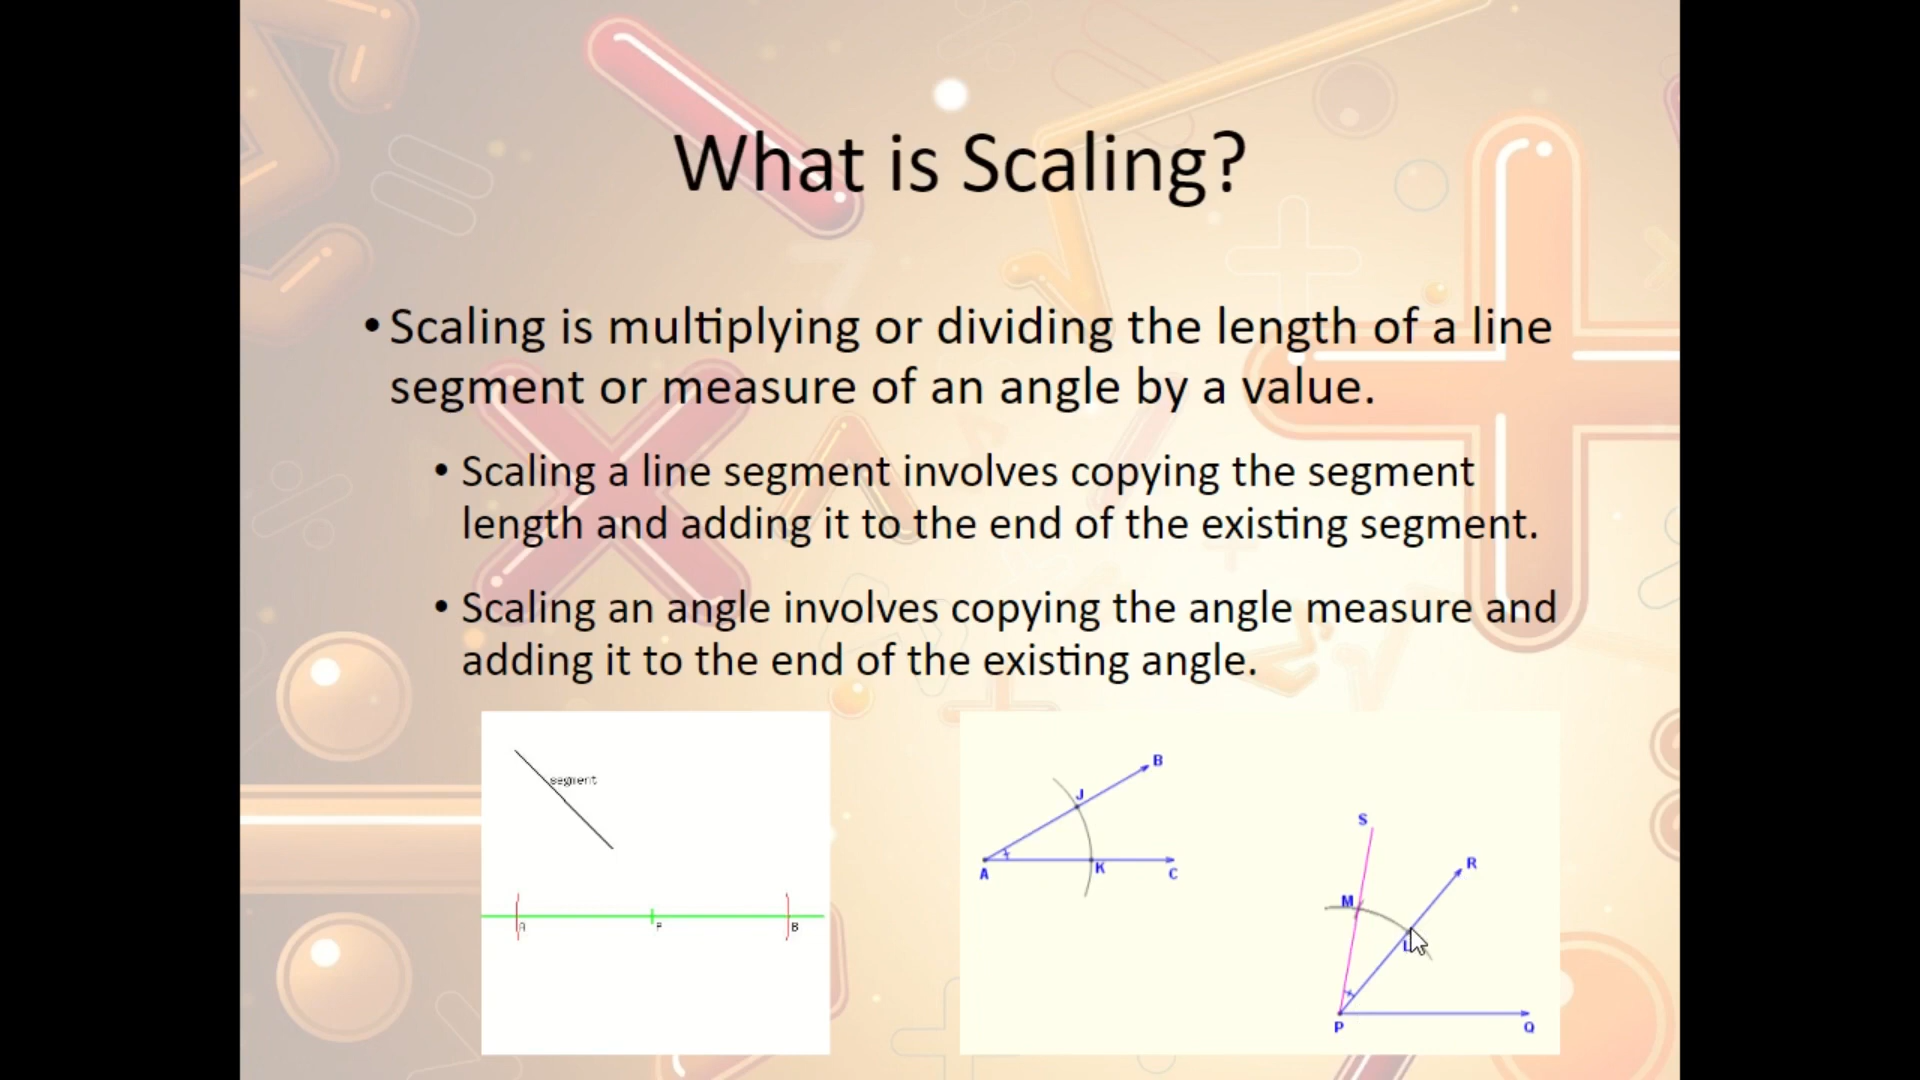 What is Scaling?
• Scaling is multiplying or dividing the length of a line
segment or measure of an angle by a value.
• Scaling a line segment involves copying the segment
length and adding it to the end of the existing segment.
• Scaling an angle involves copying the angle measure and
adding it to the end of the existing angle.
segment
A P B
B
J
A K C
S
R
M
L
P Q